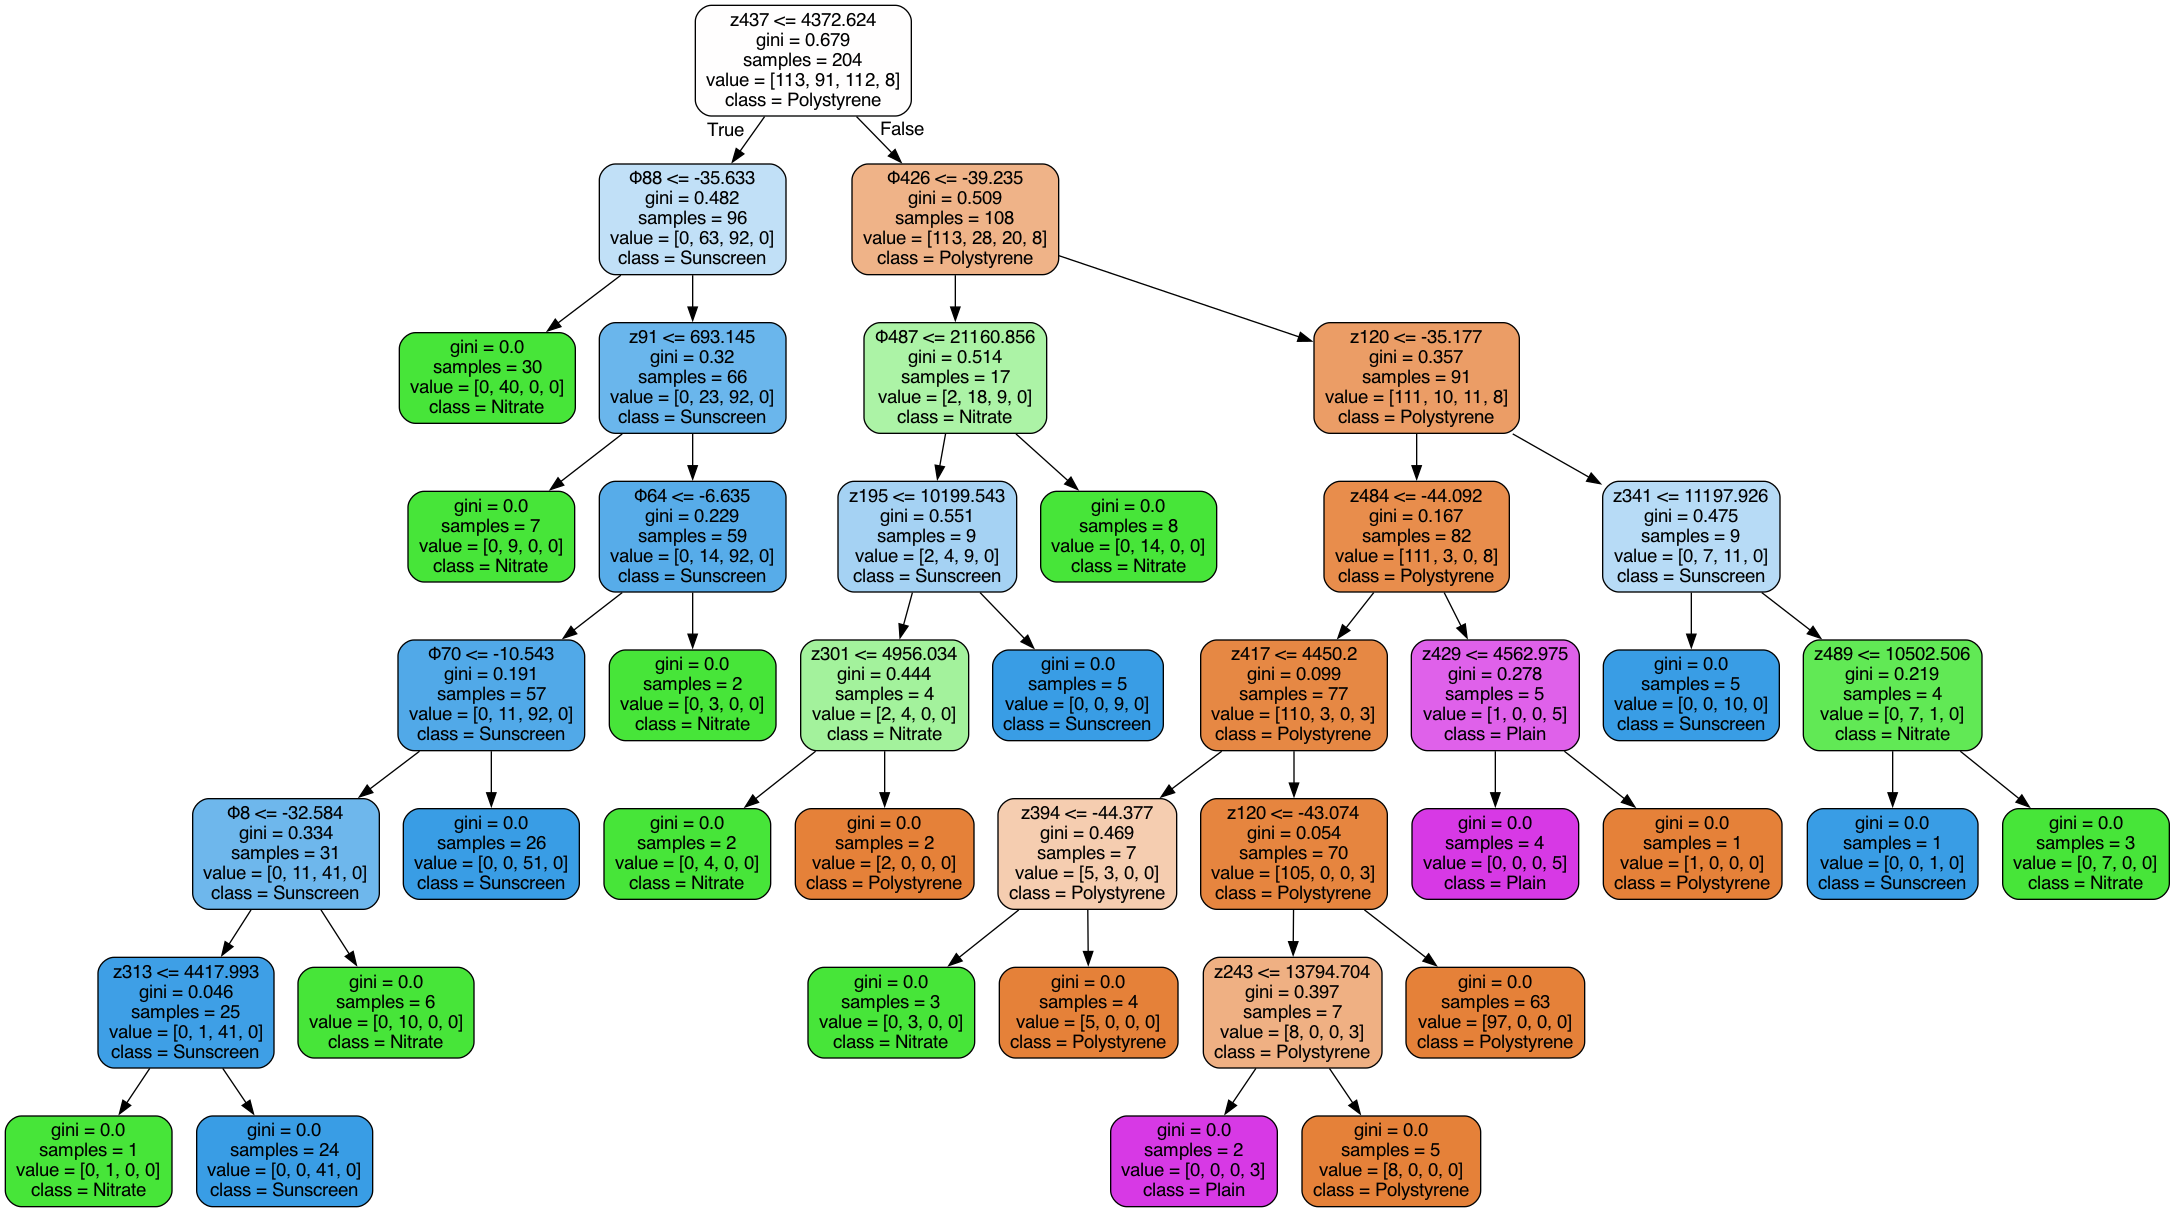 z437 <= 4372.624
gini = 0.679
samples = 204
value = [113, 91, 112, 8]
class = Polystyrene
True
False
Φ88 <= -35.633
gini = 0.482
samples = 96
value = [0, 63, 92, 0]
class = Sunscreen
Φ426 <= -39.235
gini = 0.509
samples = 108
value = [113, 28, 20, 8]
class = Polystyrene
gini = 0.0
samples = 30
value = [0, 40, 0, 0]
class = Nitrate
z91 <= 693.145
gini = 0.32
samples = 66
value = [0, 23, 92, 0]
class = Sunscreen
Φ487 <= 21160.856
gini = 0.514
samples = 17
value = [2, 18, 9, 0]
class = Nitrate
z120 <= -35.177
gini = 0.357
samples = 91
value = [111, 10, 11, 8]
class = Polystyrene
gini = 0.0
samples = 7
value = [0, 9, 0, 0]
class = Nitrate
Φ64 <= -6.635
gini = 0.229
samples = 59
value = [0, 14, 92, 0]
class = Sunscreen
z195 <= 10199.543
gini = 0.551
samples = 9
value = [2, 4, 9, 0]
class = Sunscreen
gini = 0.0
samples = 8
value = [0, 14, 0, 0]
class = Nitrate
z484 <= -44.092
gini = 0.167
samples = 82
value = [111, 3, 0, 8]
class = Polystyrene
z341 <= 11197.926
gini = 0.475
samples = 9
value = [0, 7, 11, 0]
class = Sunscreen
Φ70 <= -10.543
gini = 0.191
samples = 57
value = [0, 11, 92, 0]
class = Sunscreen
gini = 0.0
samples = 2
value = [0, 3, 0, 0]
class = Nitrate
z301 <= 4956.034
gini = 0.444
samples = 4
value = [2, 4, 0, 0]
class = Nitrate
gini = 0.0
samples = 5
value = [0, 0, 9, 0]
class = Sunscreen
z417 <= 4450.2
gini = 0.099
samples = 77
value = [110, 3, 0, 3]
class = Polystyrene
z429 <= 4562.975
gini = 0.278
samples = 5
value = [1, 0, 0, 5]
class = Plain
gini = 0.0
samples = 5
value = [0, 0, 10, 0]
class = Sunscreen
z489 <= 10502.506
gini = 0.219
samples = 4
value = [0, 7, 1, 0]
class = Nitrate
Φ8 <= -32.584
gini = 0.334
samples = 31
value = [0, 11, 41, 0]
class = Sunscreen
gini = 0.0
samples = 26
value = [0, 0, 51, 0]
class = Sunscreen
gini = 0.0
samples = 2
value = [0, 4, 0, 0]
class = Nitrate
gini = 0.0
samples = 2
value = [2, 0, 0, 0]
class = Polystyrene
z394 <= -44.377
gini = 0.469
samples = 7
value = [5, 3, 0, 0]
class = Polystyrene
z120 <= -43.074
gini = 0.054
samples = 70
value = [105, 0, 0, 3]
class = Polystyrene
gini = 0.0
samples = 4
value = [0, 0, 0, 5]
class = Plain
gini = 0.0
samples = 1
value = [1, 0, 0, 0]
class = Polystyrene
gini = 0.0
samples = 1
value = [0, 0, 1, 0]
class = Sunscreen
gini = 0.0
samples = 3
value = [0, 7, 0, 0]
class = Nitrate
z313 <= 4417.993
gini = 0.046
samples = 25
value = [0, 1, 41, 0]
class = Sunscreen
gini = 0.0
samples = 6
value = [0, 10, 0, 0]
class = Nitrate
gini = 0.0
samples = 3
value = [0, 3, 0, 0]
class = Nitrate
gini = 0.0
samples = 4
value = [5, 0, 0, 0]
class = Polystyrene
z243 <= 13794.704
gini = 0.397
samples = 7
value = [8, 0, 0, 3]
class = Polystyrene
gini = 0.0
samples = 63
value = [97, 0, 0, 0]
class = Polystyrene
gini = 0.0
samples = 1
value = [0, 1, 0, 0]
class = Nitrate
gini = 0.0
samples = 24
value = [0, 0, 41, 0]
class = Sunscreen
gini = 0.0
samples = 2
value = [0, 0, 0, 3]
class = Plain
gini = 0.0
samples = 5
value = [8, 0, 0, 0]
class = Polystyrene